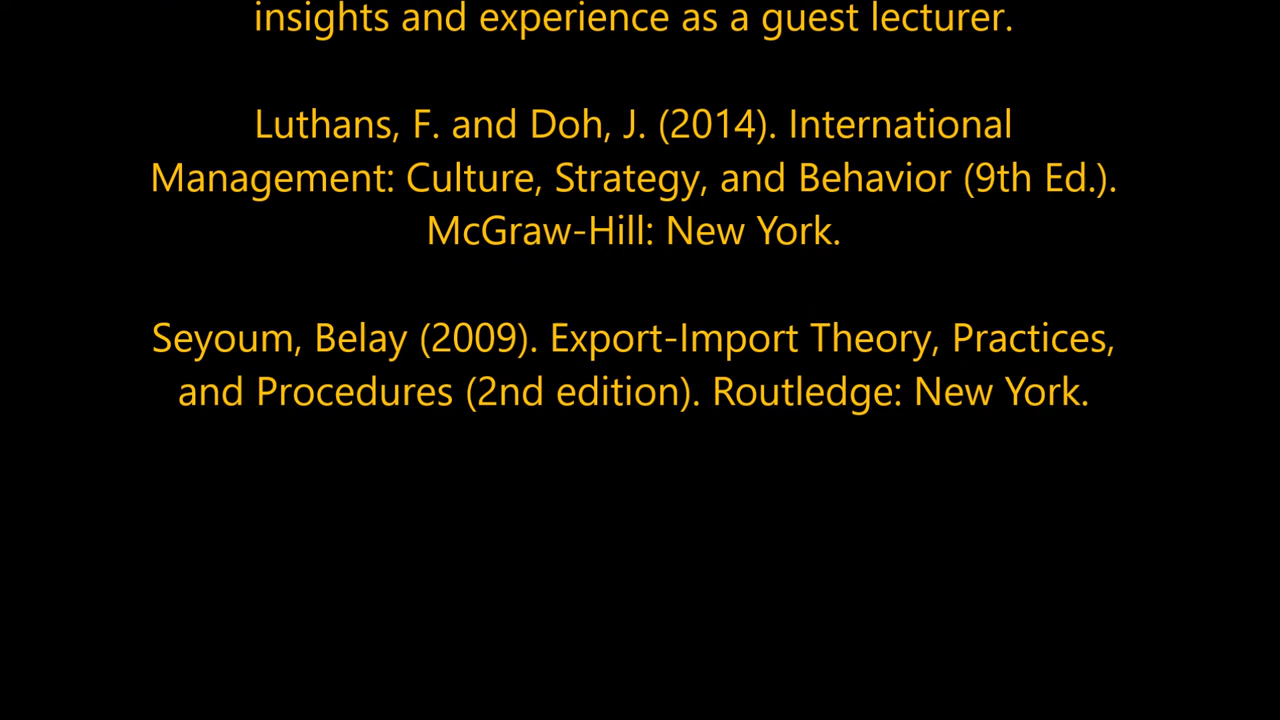 insights and experience as a guest lecturer.
Luthans, F. and Doh, J. (2014). International
Management: Culture, Strategy, and Behavior (9th Ed.).
McGraw-Hill: New York.
Seyoum, Belay (2009). Export-Import Theory, Practices,
and Procedures (2nd edition). Routledge: New York.